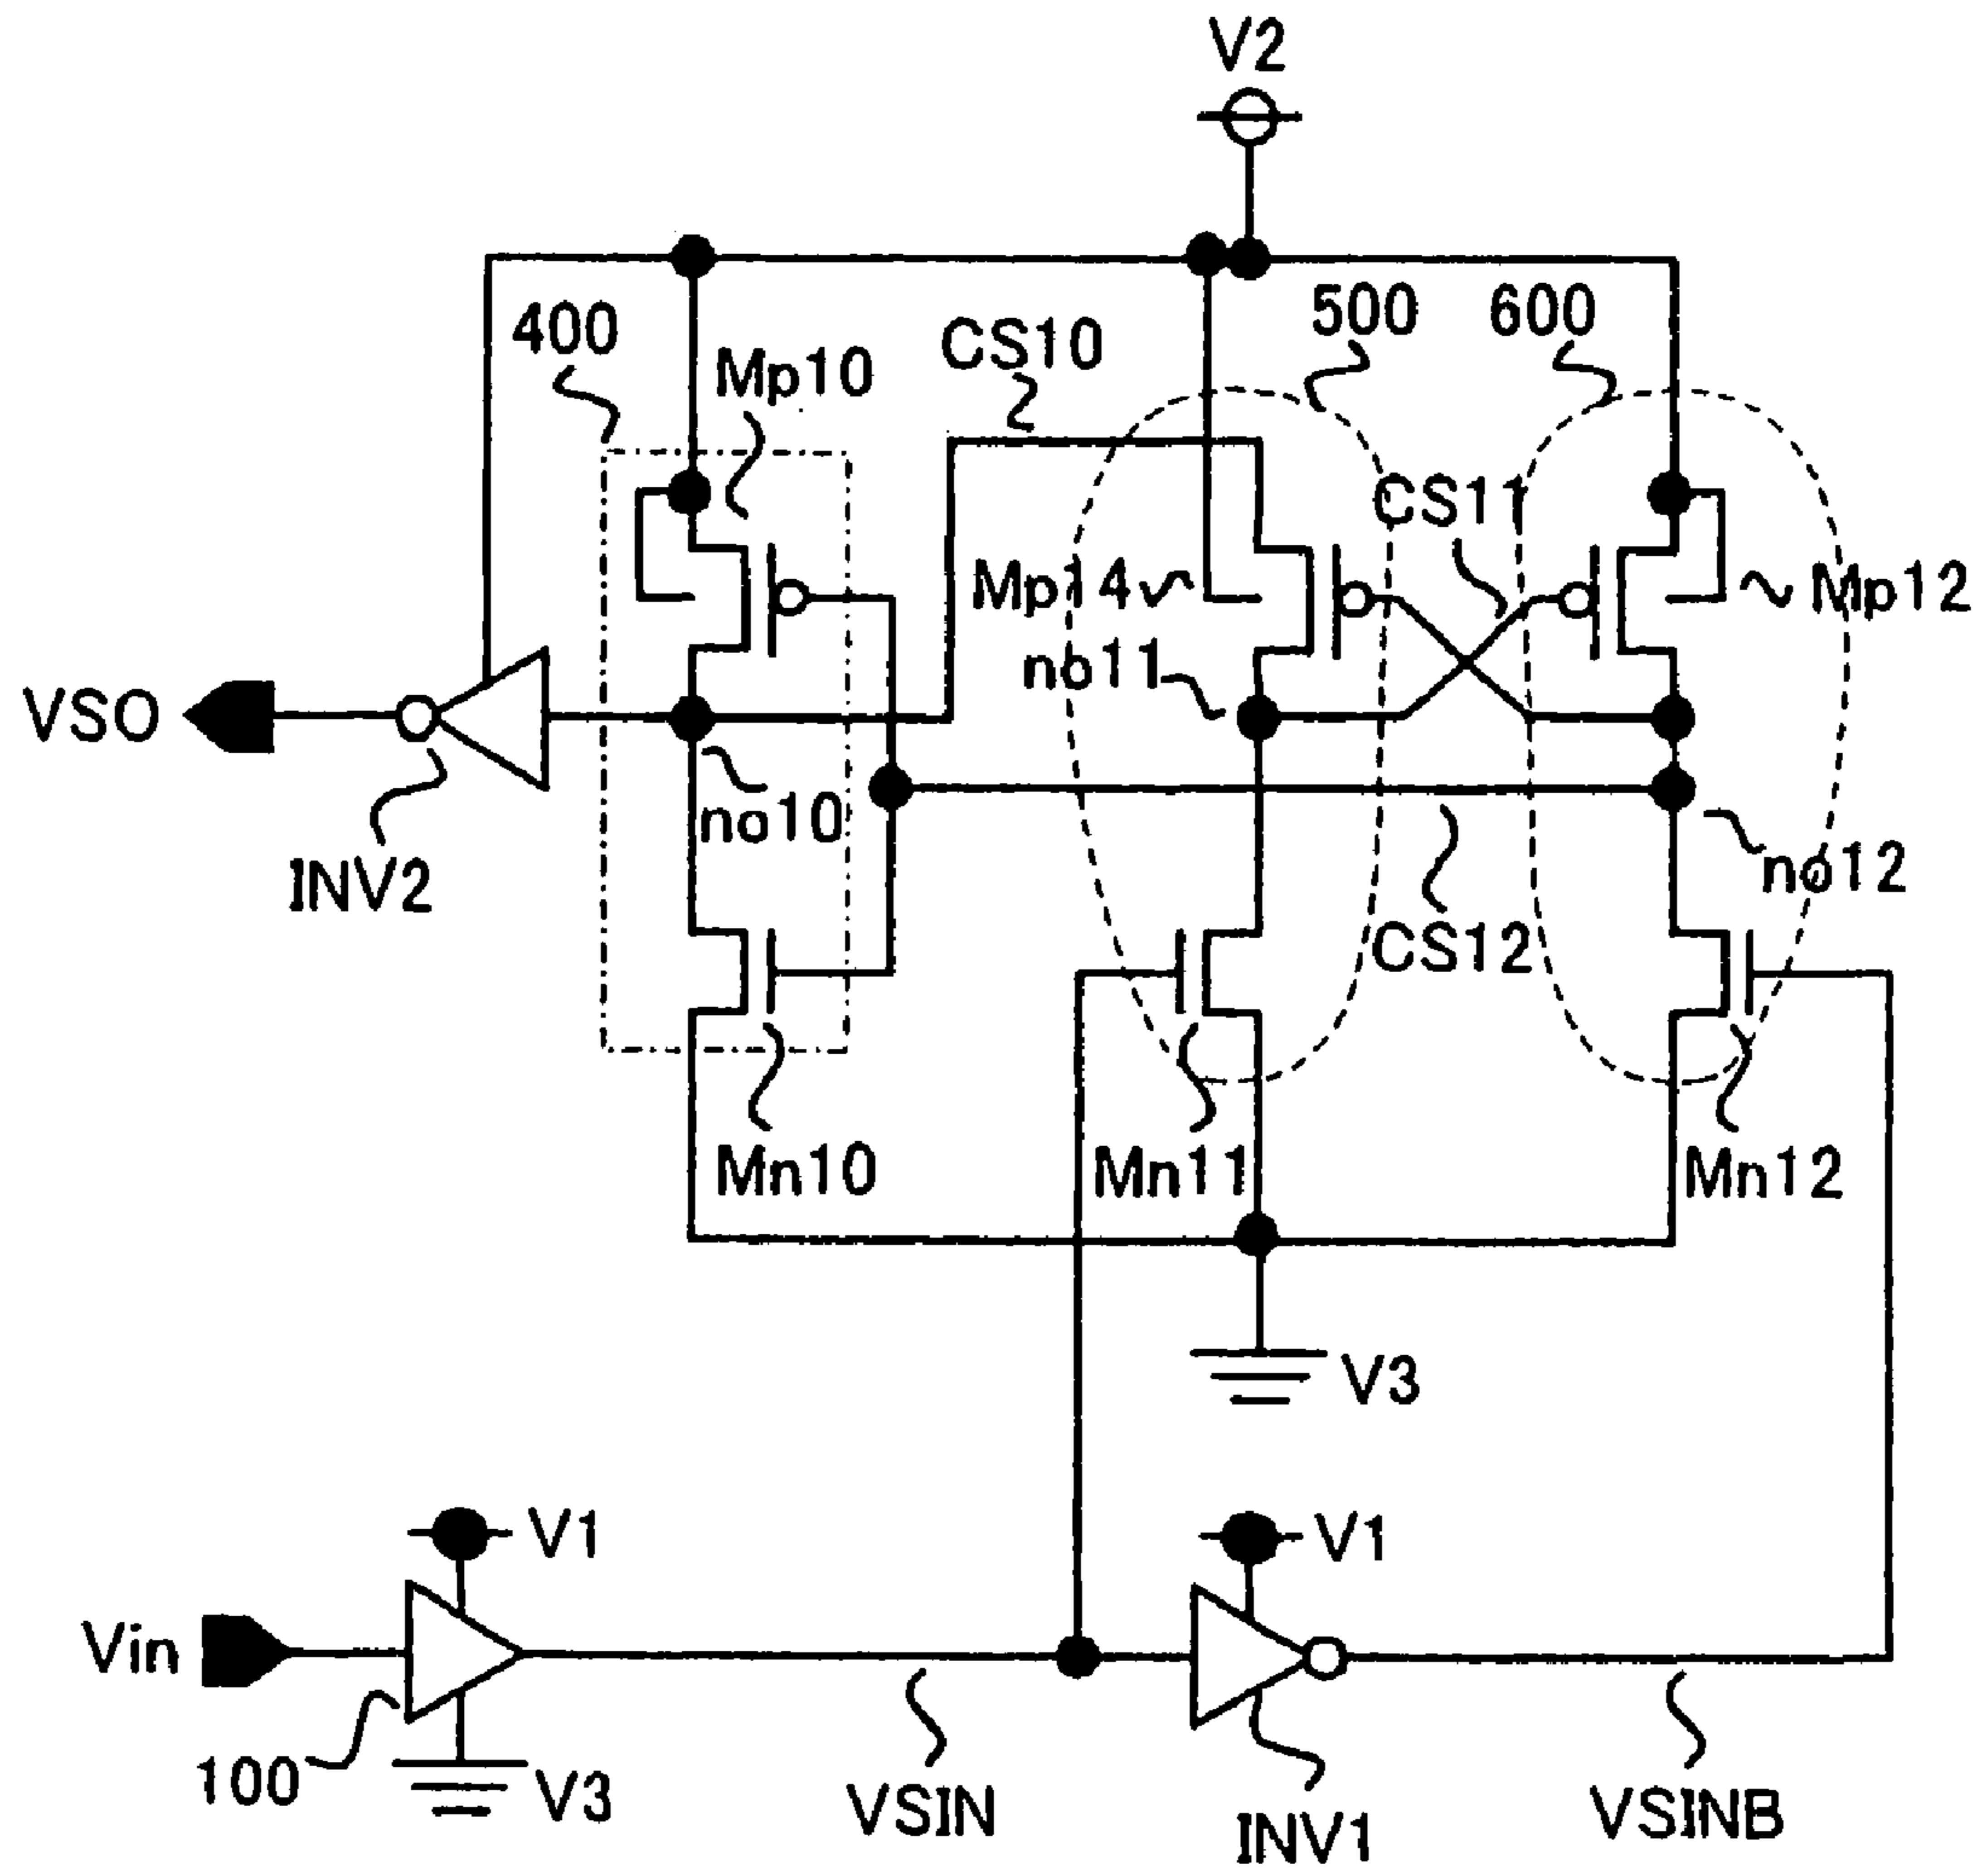 V2
400
Mp10
CS10
500
600
CS11
Mp14
Mp12
no11
VSO
no10
INV2
no12
CS12
Mn10
Mn11
Mn12
V3
V1
V1
Vin
100
V3
VSIN
INV1
VSINB